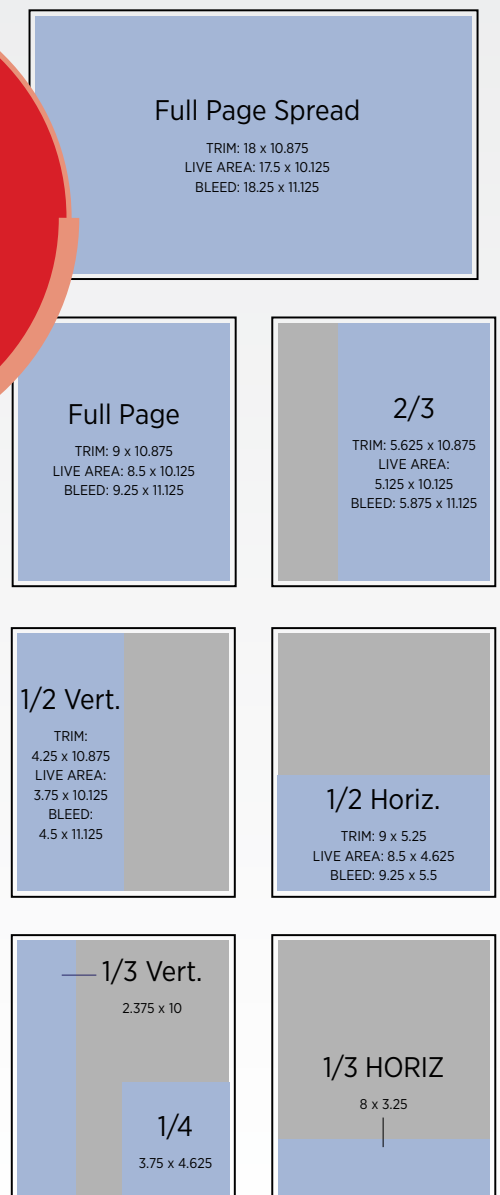 Full Page Spread
TRIM: 18 x 10.875
LIVE AREA: 17.5 x 10.125
BLEED: 18.25 x 11.125
Full Page
TRIM: 9 x 10.875
LIVE AREA: 8.5 x 10.125
BLEED: 9.25 x 11.125
2/3
TRIM: 5.625 x 10.875
LIVE AREA:
5.125 x 10.125
BLEED: 5.875 x 11.125
1/2 Vert.
TRIM:
4.25 x 10.875
LIVE AREA:
3.75 x 10.125
BLEED:
4.5 x 11.125
1/2 Horiz.
TRIM: 9 x 5.25
LIVE AREA: 8.5 x 4.625
BLEED: 9.25 x 5.5
1/3 Vert.
2.375 x 10
1/4
3.75 x 4.625
1/3 HORIZ
8 x 3.25